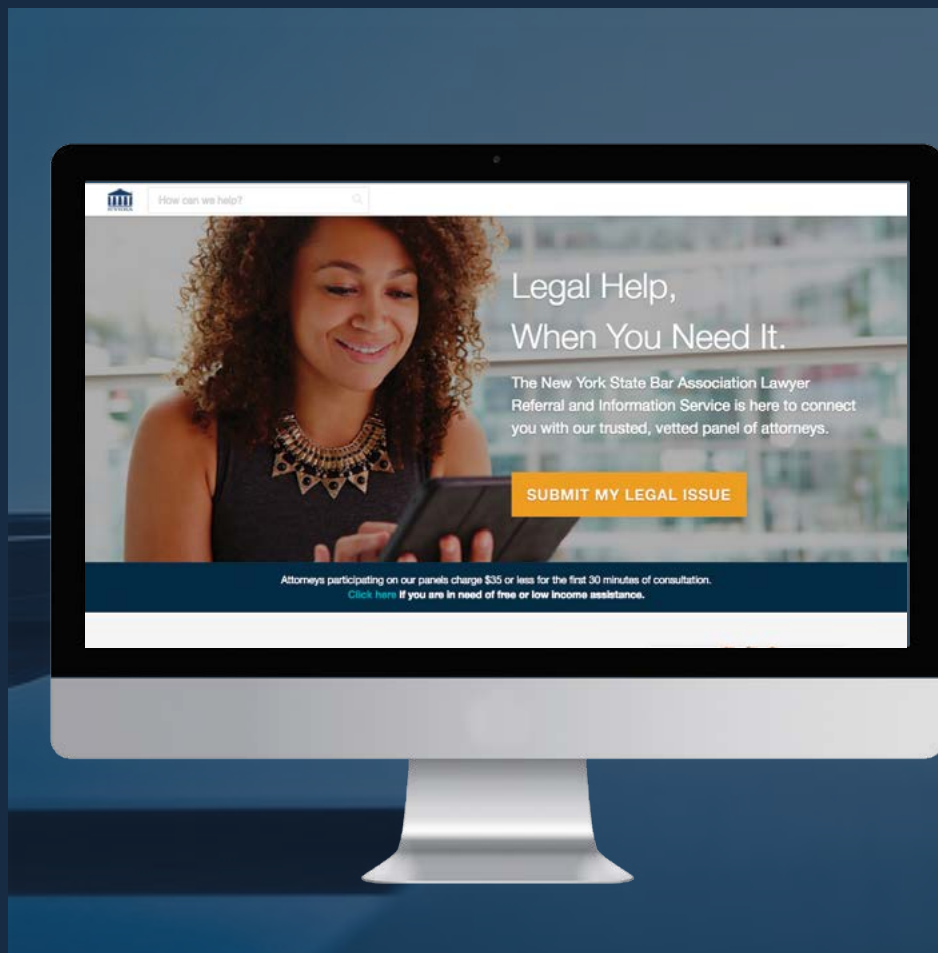 NYSBA
How can we help?
Legal Help,
When You Need It.
The New York State Bar Association Lawyer
Referral and Information Service is here to connect
you with our trusted, vetted panel of attorneys.
SUBMIT MY LEGAL ISSUE
Attorneys participating on our panels charge $35 or less for the first 30 minutes of consultation.
Click here if you are in need of free or low income assistance.